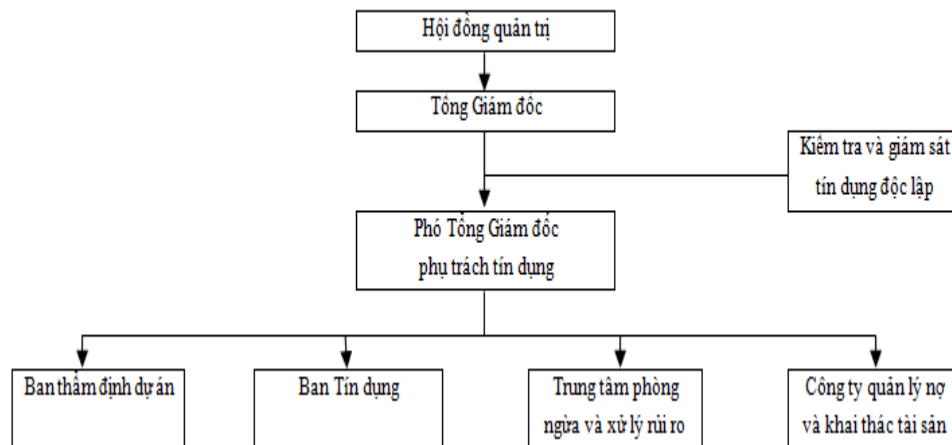 Hội đồng quản trị
Tổng Giám đốc
Kiểm tra và giám sát
tín dụng độc lập
Phó Tổng Giám đốc
phụ trách tín dụng
Ban thẩm định dự án
Ban Tín dụng
Trung tâm phòng
ngừa và xử lý rủi ro
Công ty quản lý nợ
và khai thác tài sản